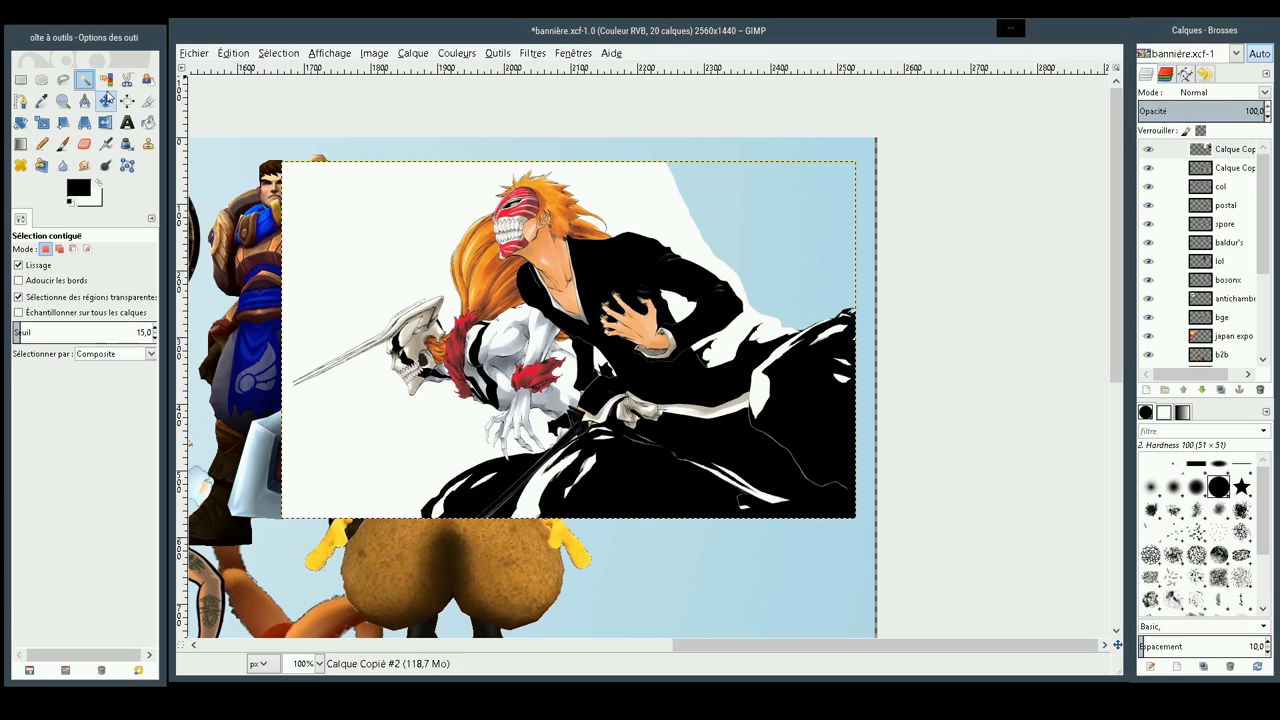 oîte à outils - Options des outi
*bannière.xcf-1.0 (Couleur RVB, 20 calques) 2560x1440 – GIMP
Calques - Brosses
Fichier Édition Sélection Affichage Image Calque Couleurs Outils Filtres Fenêtres Aide
bannière.xcf-1 Auto
1600 1700 1800 1900 2000 2100 2200 2300 2400 2500 2600 2700 2800
Mode : Normal
Opacité 100,0
Verrouiller :
Calque Cop
Calque Cop
col
postal
spore
baldur's
lol
bosonx
antichambe
bge
japan expo
b2b
Sélection contiguë
Mode :
Lissage
Adoucir les bords
Sélectionne des régions transparente:
Échantillonner sur tous les calques
Seuil 15,0
Sélectionner par : Composite
filtre
2. Hardness 100 (51 × 51)
Basic,
Espacement 10,0
px 100% Calque Copié #2 (118,7 Mo)